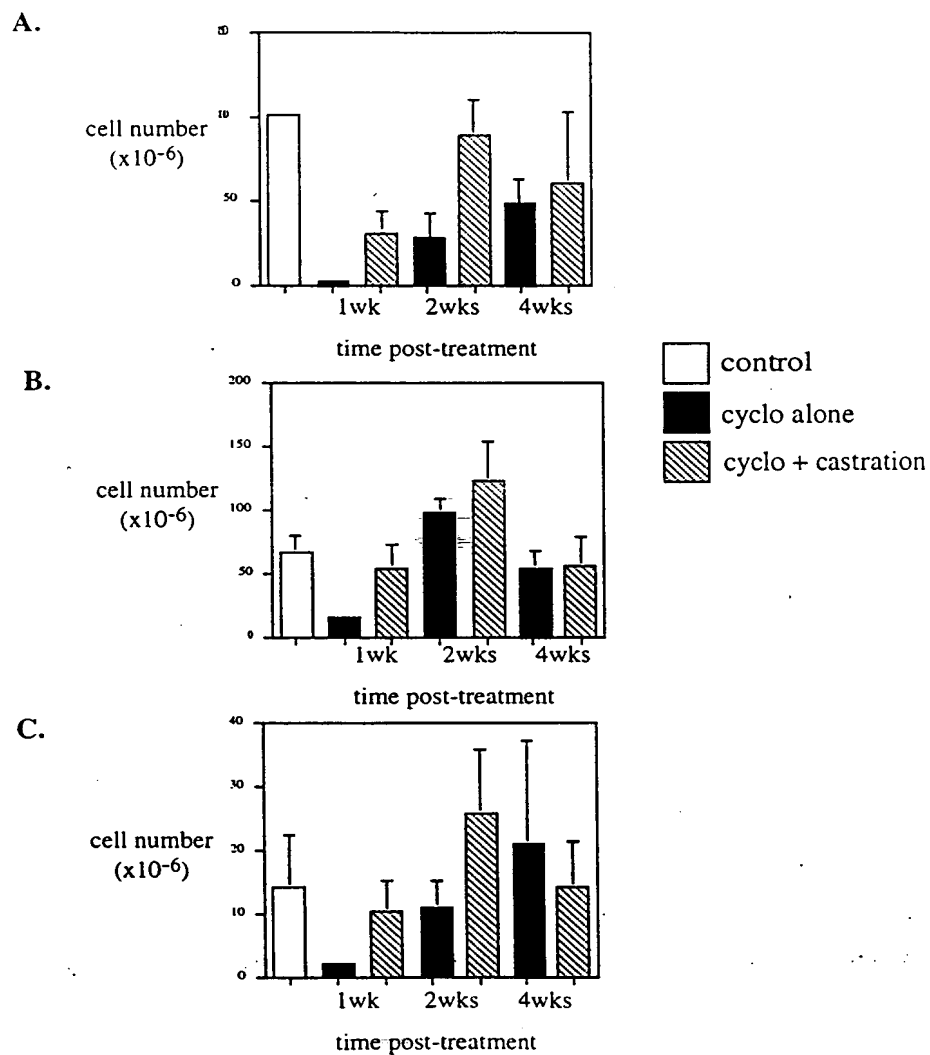 A.
50
0
cell number
(x10-6)
1wk 2wks 4wks
time post-treatment
B.
200
150
100
50
0
cell number
(x10-6)
1wk 2wks 4wks
time post-treatment
control
cyclo alone
cyclo + castration
C.
40
30
20
10
0
cell number
(x10-6)
1wk 2wks 4wks
time post-treatment